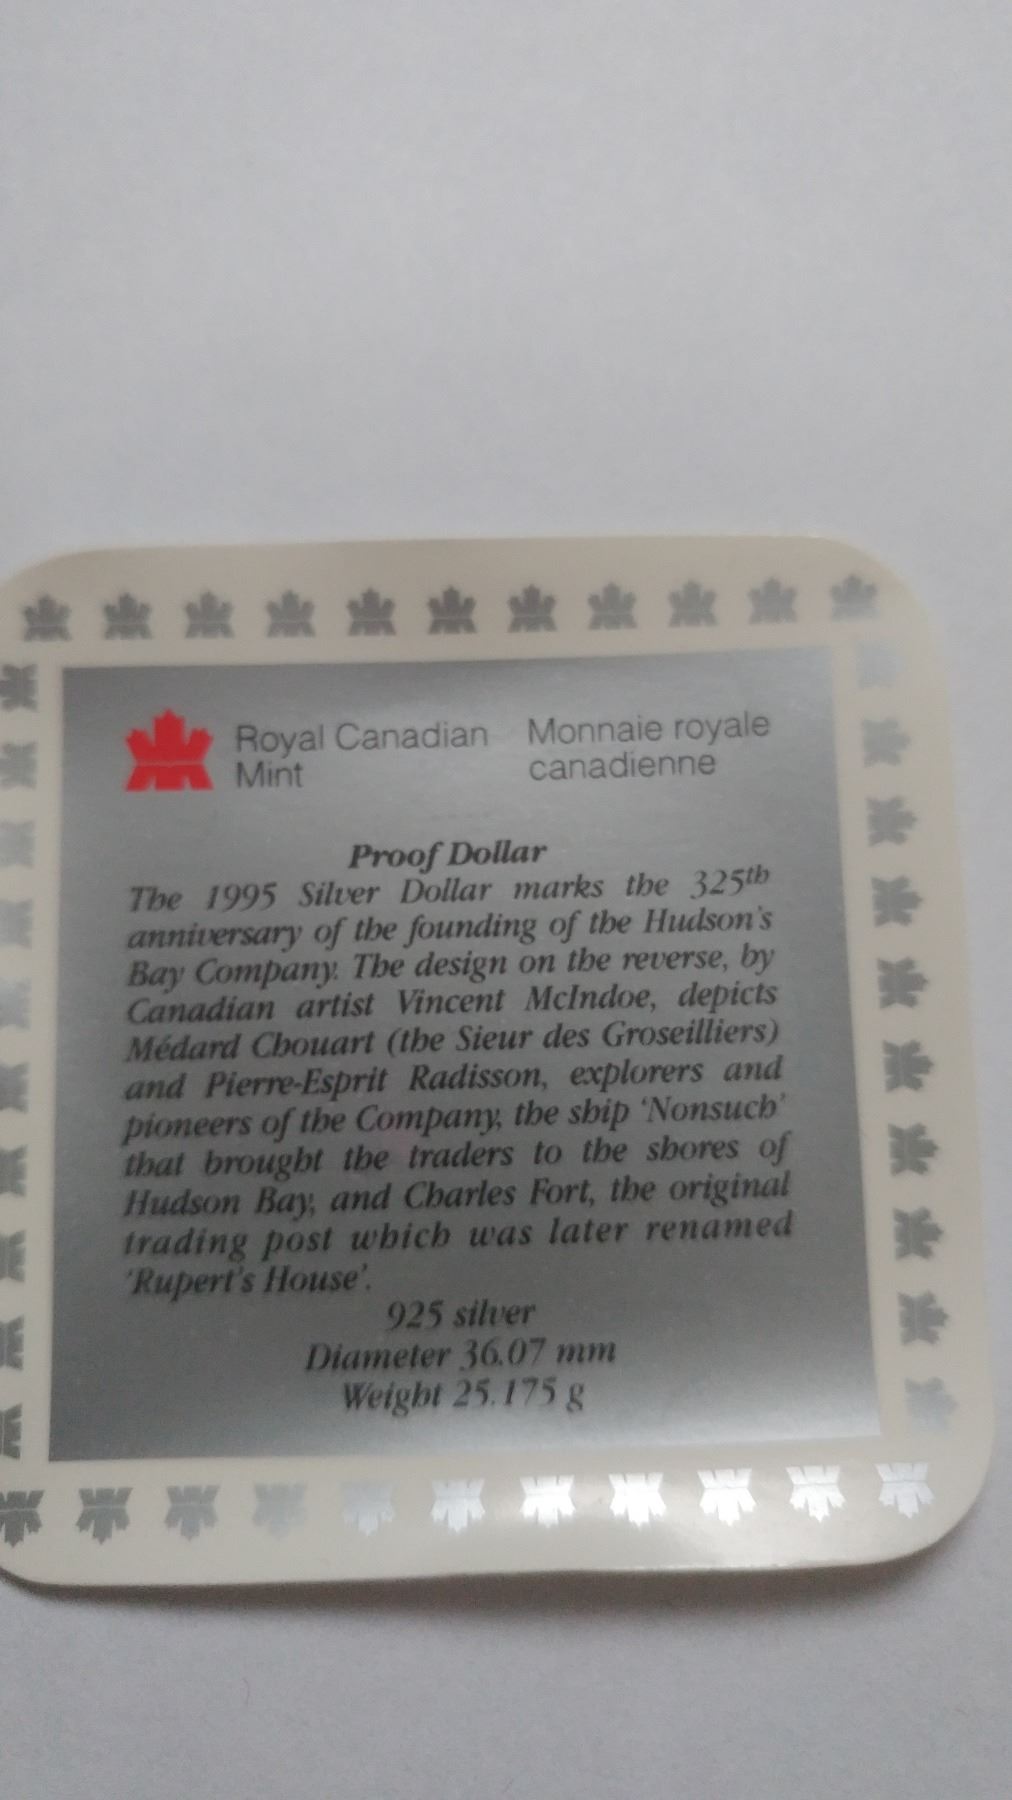 Royal Canadian Mint
Monnaie royale canadienne
Proof Dollar
The 1995 Silver Dollar marks the 325th
anniversary of the founding of the Hudson's
Bay Company. The design on the reverse, by
Canadian artist Vincent McIndoe, depicts
Médard Chouart (the Sieur des Groseilliers)
and Pierre-Esprit Radisson, explorers and
pioneers of the Company, the ship 'Nonsuch'
that brought the traders to the shores of
Hudson Bay, and Charles Fort, the original
trading post which was later renamed
'Rupert's House'.
925 silver
Diameter 36.07 mm
Weight 25.175 g